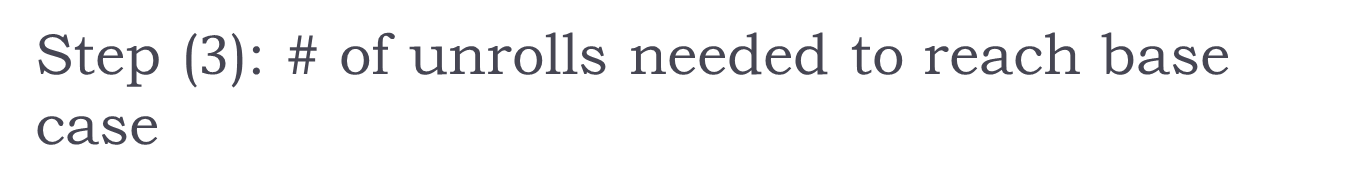 Step (3): # of unrolls needed to reach base
case